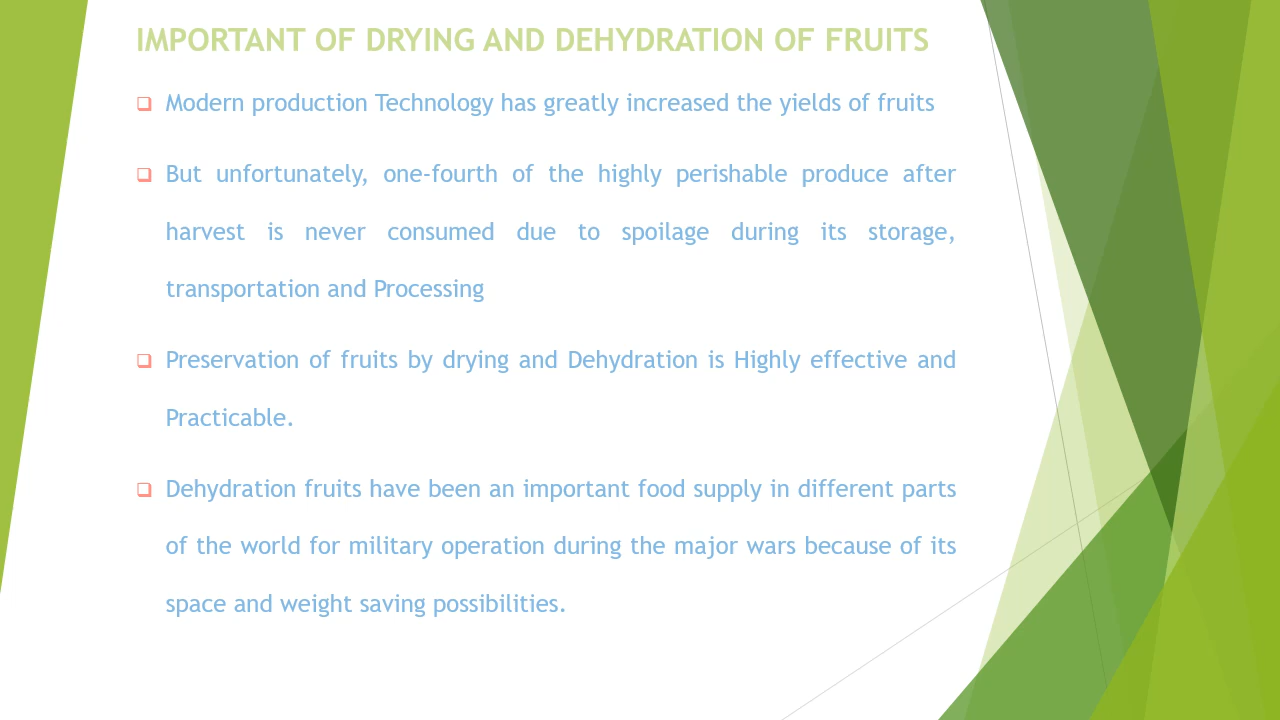 IMPORTANT OF DRYING AND DEHYDRATION OF FRUITS
Modern production Technology has greatly increased the yields of fruits
But unfortunately, one-fourth of the highly perishable produce after
harvest is never consumed due to spoilage during its storage,
transportation and Processing
Preservation of fruits by drying and Dehydration is Highly effective and
Practicable.
Dehydration fruits have been an important food supply in different parts
of the world for military operation during the major wars because of its
space and weight saving possibilities.